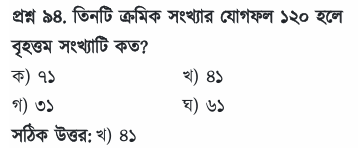 প্রশ্ন ৯৪. তিনটি ক্রমিক সংখ্যার যোগফল ১২০ হলে
বৃহত্তম সংখ্যাটি কত?
ক) ৭১ খ) ৪১
গ) ৩১ ঘ) ৬১
সঠিক উত্তর: খ) ৪১